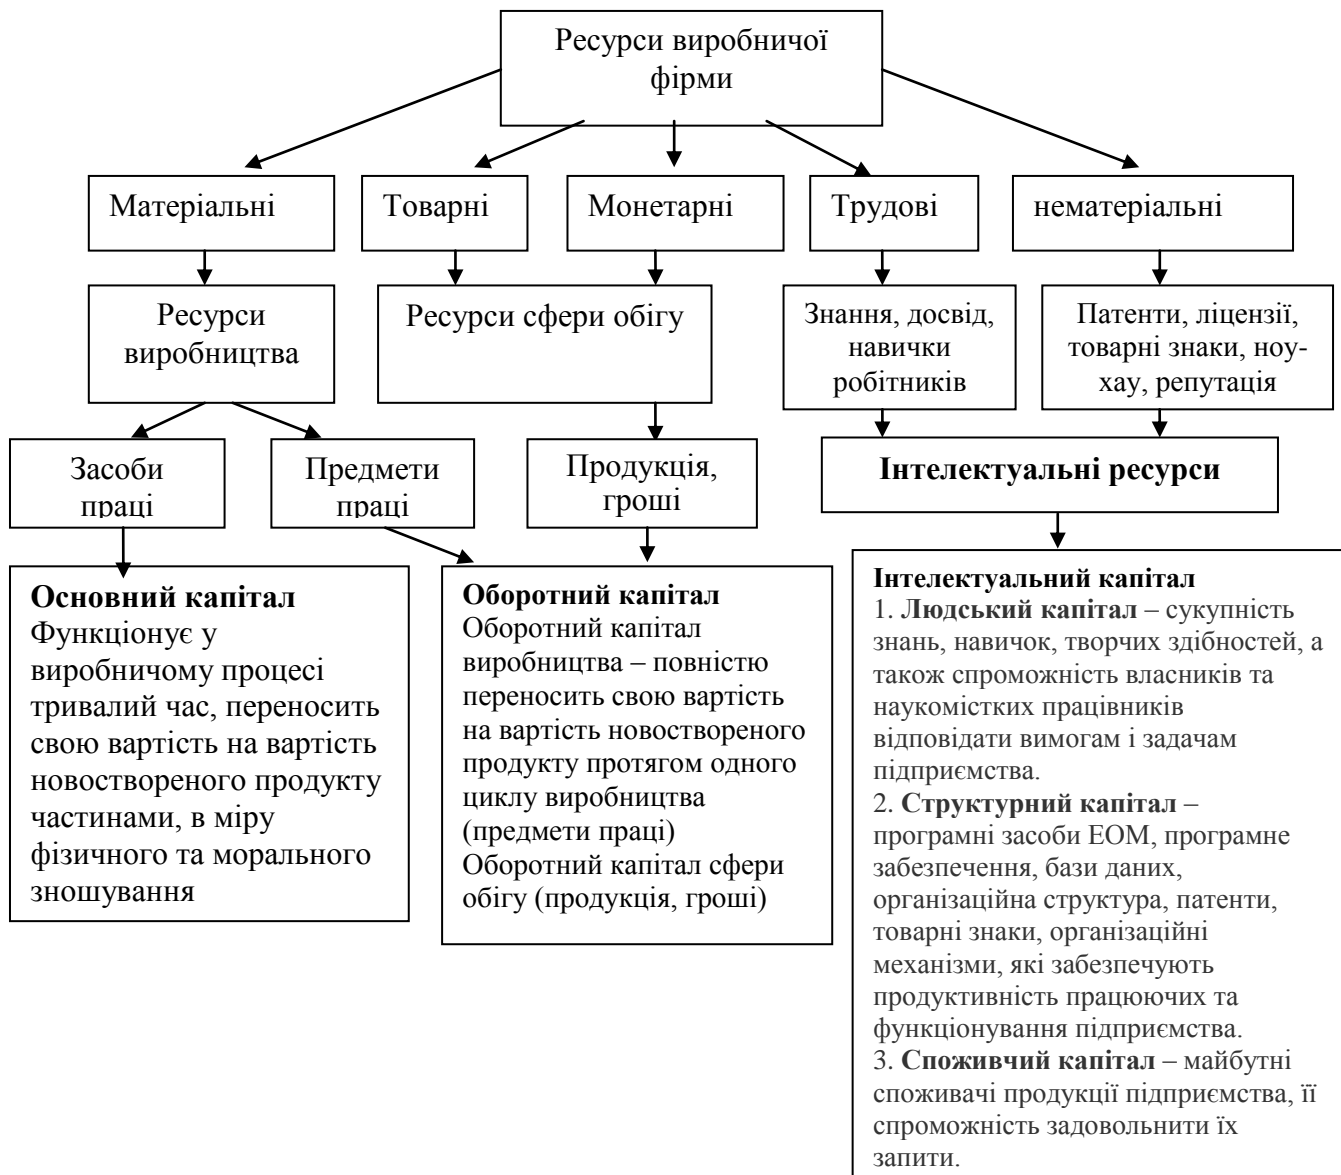 Ресурси виробничої
фірми
Матеріальні
Товарні
Монетарні
Трудові
нематеріальні
Ресурси
виробництва
Ресурси сфери обігу
Знання, досвід,
навички
робітників
Патенти, ліцензії,
товарні знаки, ноу-
хау, репутація
Засоби
праці
Предмети
праці
Продукція,
гроші
Інтелектуальні ресурси
Основний капітал
Функціонує у
виробничому процесі
тривалий час, переносить
свою вартість на вартість
новоствореного продукту
частинами, в міру
фізичного та морального
зношування
Оборотний капітал
Оборотний капітал
виробництва – повністю
переносить свою вартість
на вартість новоствореного
продукту протягом одного
циклу виробництва
(предмети праці)
Оборотний капітал сфери
обігу (продукція, гроші)
Інтелектуальний капітал
1. Людський капітал – сукупність
знань, навичок, творчих здібностей, а
також спроможність власників та
наукомістких працівників
відповідати вимогам і задачам
підприємства.
2. Структурний капітал –
програмні засоби ЕОМ, програмне
забезпечення, бази даних,
організаційна структура, патенти,
товарні знаки, організаційні
механізми, які забезпечують
продуктивність працюючих та
функціонування підприємства.
3. Споживчий капітал – майбутні
споживачі продукції підприємства, її
спроможність задовольнити їх
запити.